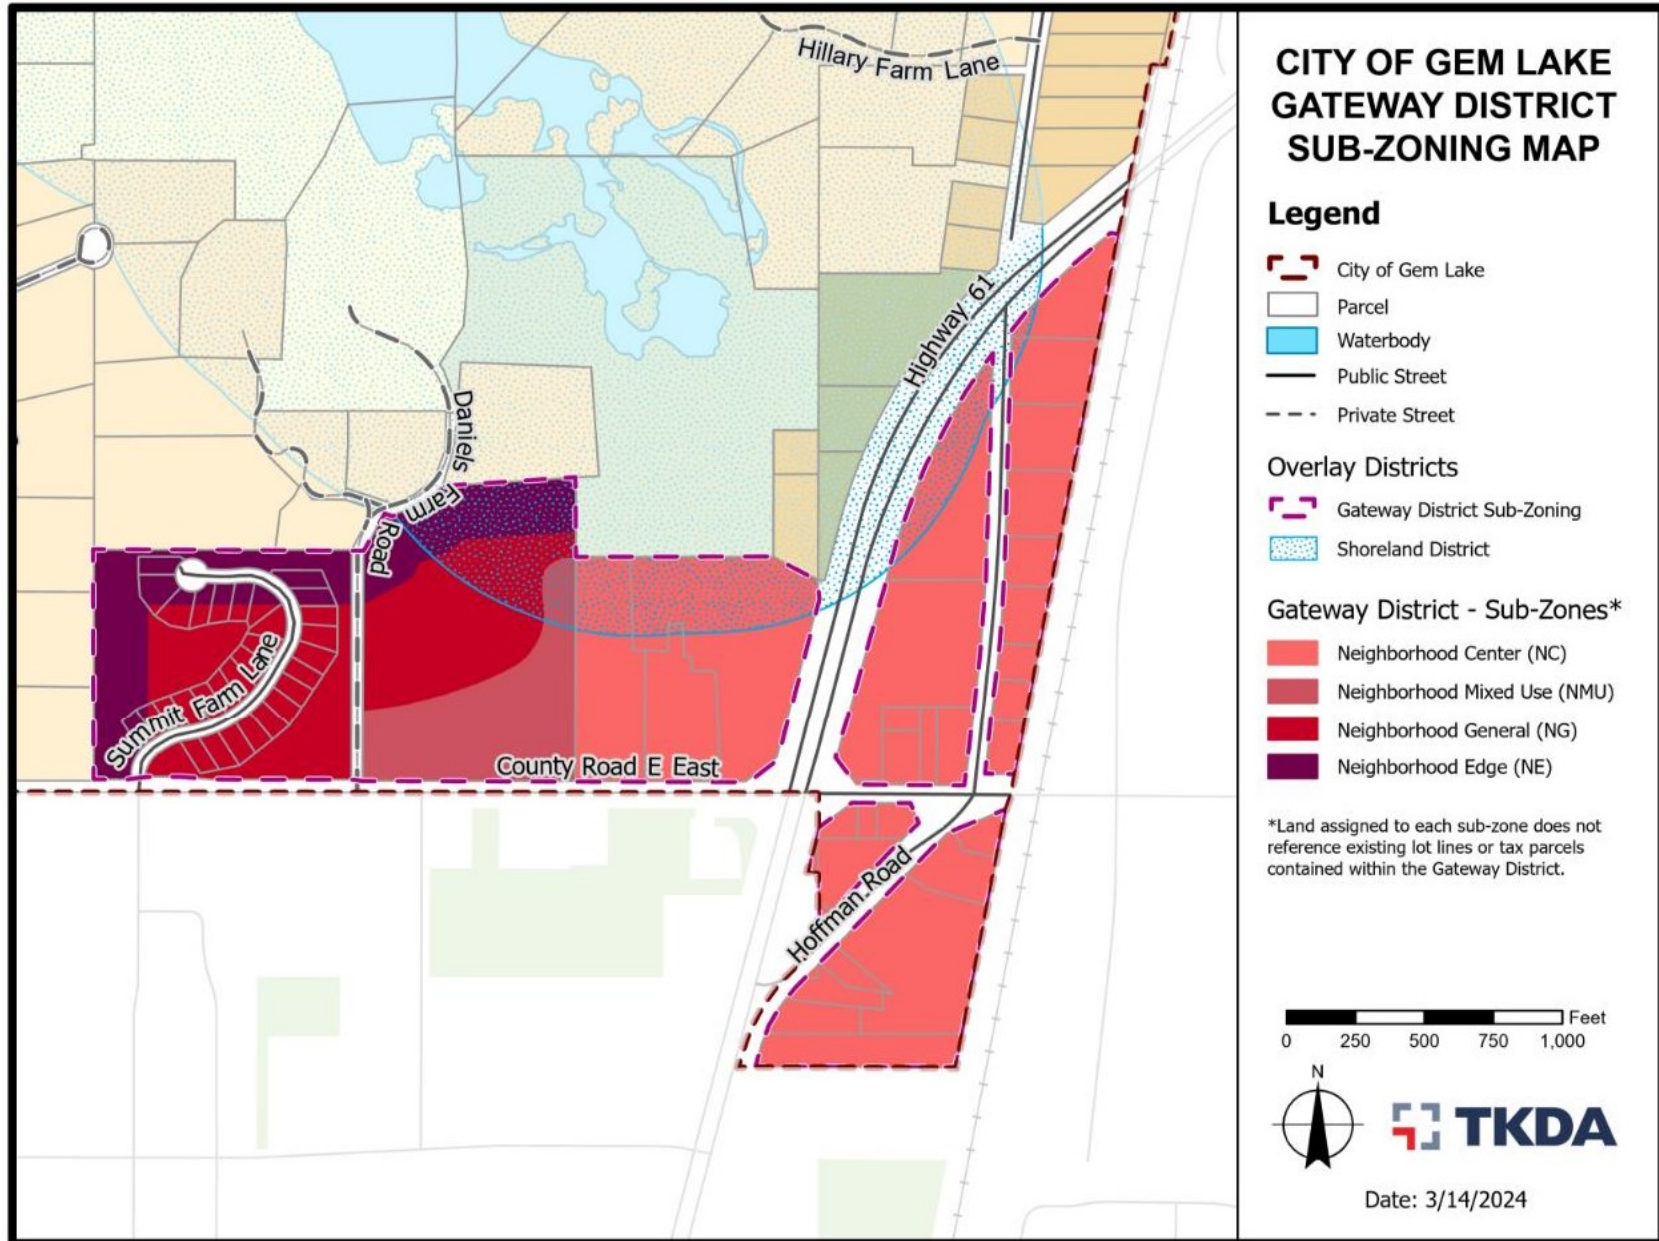 Hillary Farm Lane
Highway 61
Daniels
Farm
Road
Summit Farm Lane
County Road E East
Hoffman Road
CITY OF GEM LAKE
GATEWAY DISTRICT
SUB-ZONING MAP
Legend
City of Gem Lake
Parcel
Waterbody
Public Street
Private Street
Overlay Districts
Gateway District Sub-Zoning
Shoreland District
Gateway District - Sub-Zones*
Neighborhood Center (NC)
Neighborhood Mixed Use (NMU)
Neighborhood General (NG)
Neighborhood Edge (NE)
*Land assigned to each sub-zone does not
reference existing lot lines or tax parcels
contained within the Gateway District.
Feet
0 250 500 750 1,000
N
TKDA
Date: 3/14/2024